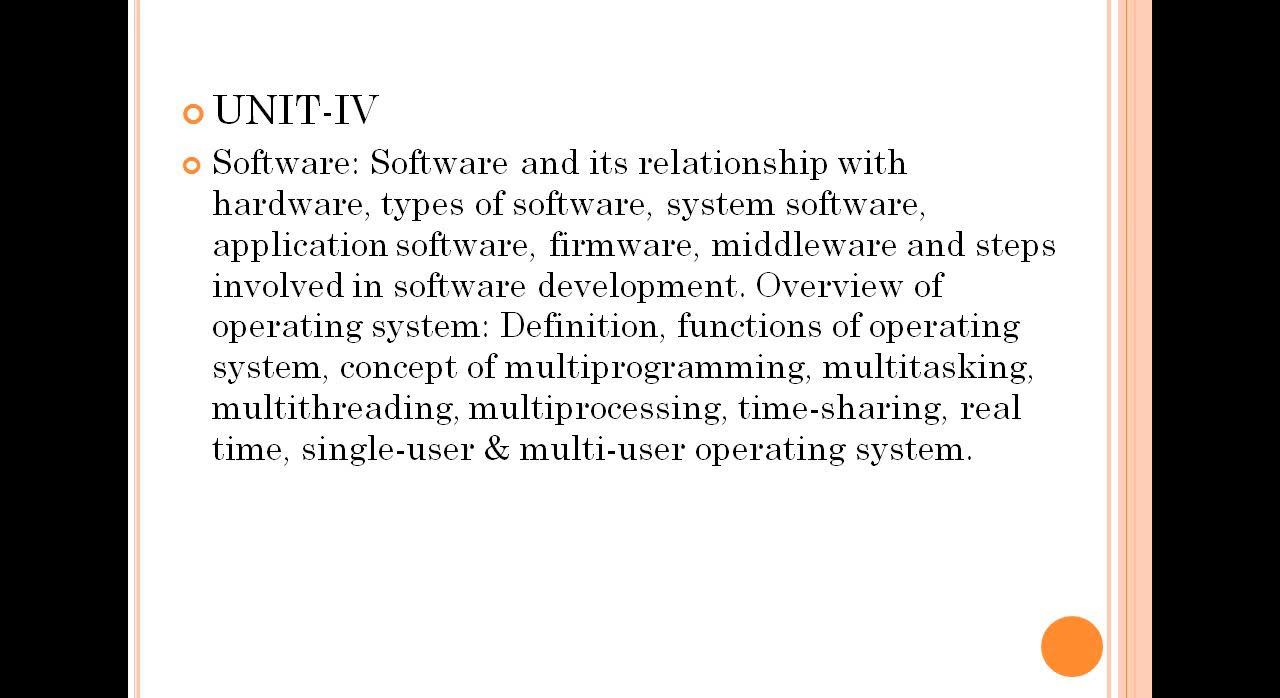 UNIT-IV
Software: Software and its relationship with
hardware, types of software, system software,
application software, firmware, middleware and steps
involved in software development. Overview of
operating system: Definition, functions of operating
system, concept of multiprogramming, multitasking,
multithreading, multiprocessing, time-sharing, real
time, single-user & multi-user operating system.